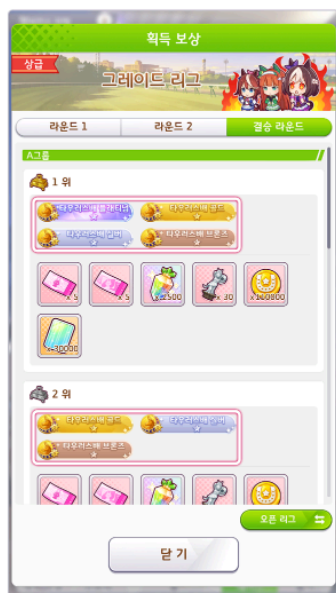 획득 보상
상급
그레이드 리그
라운드 1 라운드 2 결승 라운드
A그룹
1 위
타우러스배 플래티넘 타우러스배 골드
타우러스배 실버 타우러스배 브론즈
x 5 x 5 x1500 x 30 x110800
x30000
2 위
타우러스배 골드 타우러스배 실버
타우러스배 브론즈
오픈 리그
닫기